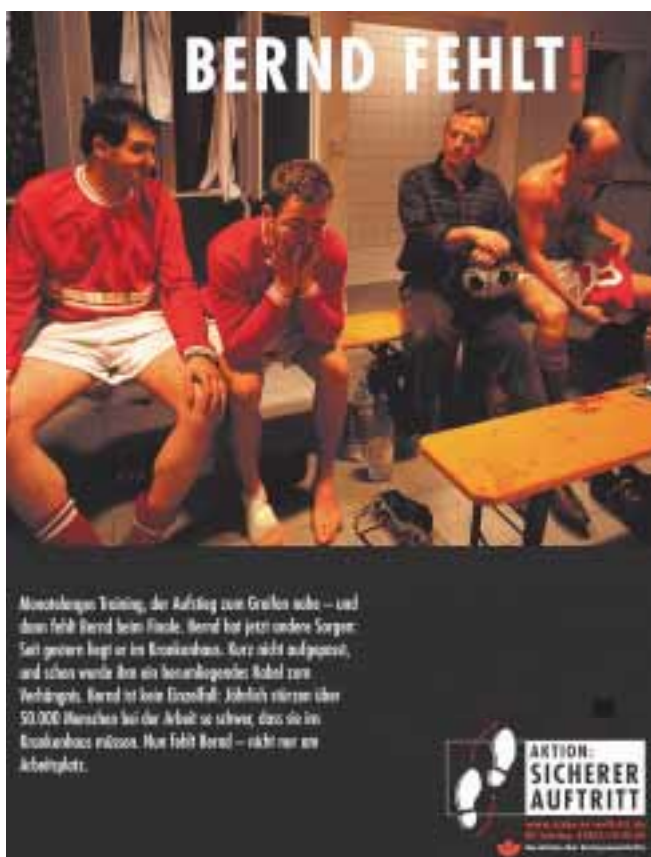 BERND FEHLT!
Monatelanges Training, der Aufstieg zum Greifen nahe – und
dann fehlt Bernd beim Finale. Bernd hat jetzt andere Sorgen:
Seit gestern liegt er im Krankenhaus. Kurz nicht aufgepasst,
und schon wurde ihm ein herumliegendes Kabel zum
Verhängnis. Bernd ist kein Einzelfall: Jährlich stürzen über
50.000 Menschen bei der Arbeit so schwer, dass sie ins
Krankenhaus müssen. Nun fehlt Bernd – nicht nur am
Arbeitsplatz.
AKTION:
SICHERER
AUFTRITT